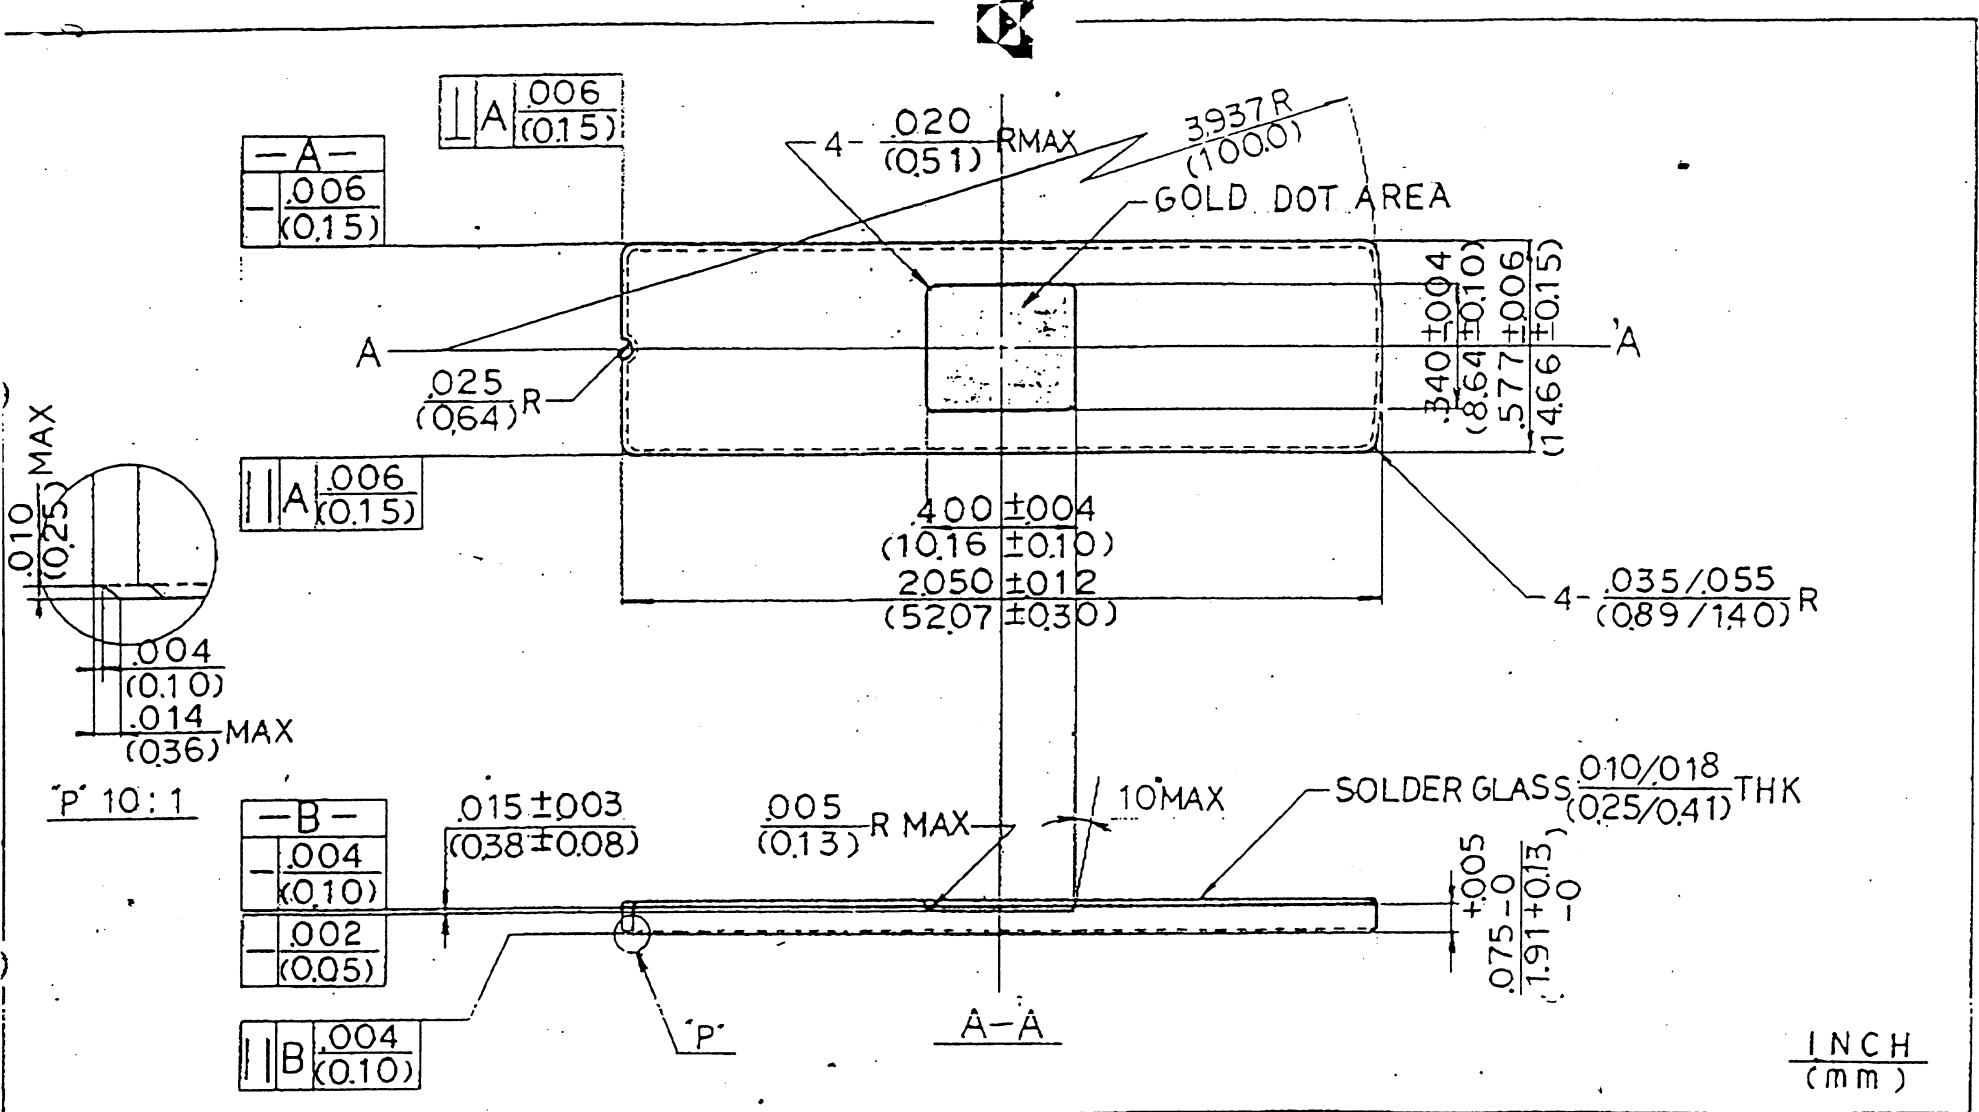 ⊥ A .006
(0.15)
-A-
— .006
(0.15)
4- .020 RMAX
(0.51)
3.937 R
(100.0)
GOLD DOT AREA
A
'A
.025 R
(0.64)
.340 ±.004
(8.64 ±0.10)
.577 ±.006
(14.66 ±0.15)
|| A .006
(0.15)
.010 MAX
(0.25)
.400 ±.004
(10.16 ±0.10)
2.050 ±.012
(52.07 ±0.30)
4- .035/.055 R
(0.89/1.40)
.004
(0.10)
.014 MAX
(0.36)
"P" 10:1
-B-
— .004
(0.10)
— .002
(0.05)
|| B .004
(0.10)
.015 ±.003
(0.38 ±0.08)
.005 R MAX
(0.13)
10° MAX
SOLDER GLASS .010/.018 THK
(0.25/0.41)
+.005
.075 -0
(1.91 +0.13)
-0
"P"
A-A
INCH
(mm)